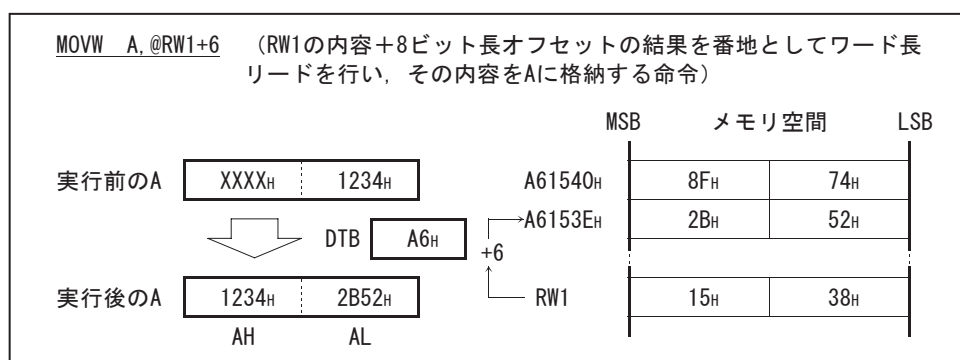 MOVW A,@RW1+6 (RW1の内容+8ビット長オフセットの結果を番地としてワード長
リードを行い，その内容をAに格納する命令)
MSB メモリ空間 LSB
実行前のA XXXXH 1234H A61540H 8FH 74H
DTB A6H A6153EH 2BH 52H
+6
実行後のA 1234H 2B52H RW1 15H 38H
AH AL